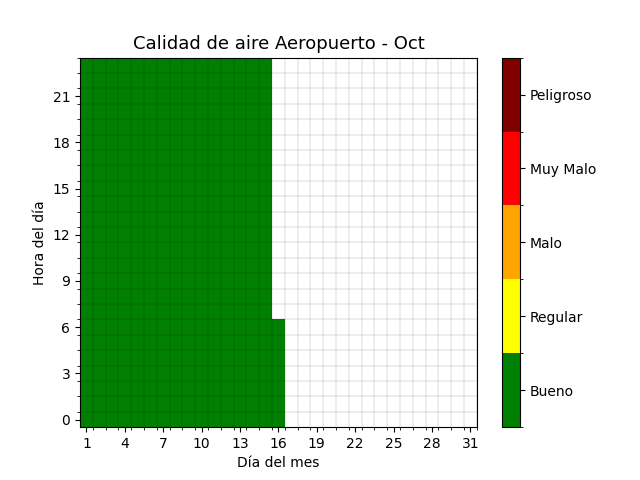 Calidad de aire Aeropuerto - Oct
Hora del día
21
18
15
12
9
6
3
0
1 4 7 10 13 16 19 22 25 28 31
Día del mes
Peligroso
Muy Malo
Malo
Regular
Bueno